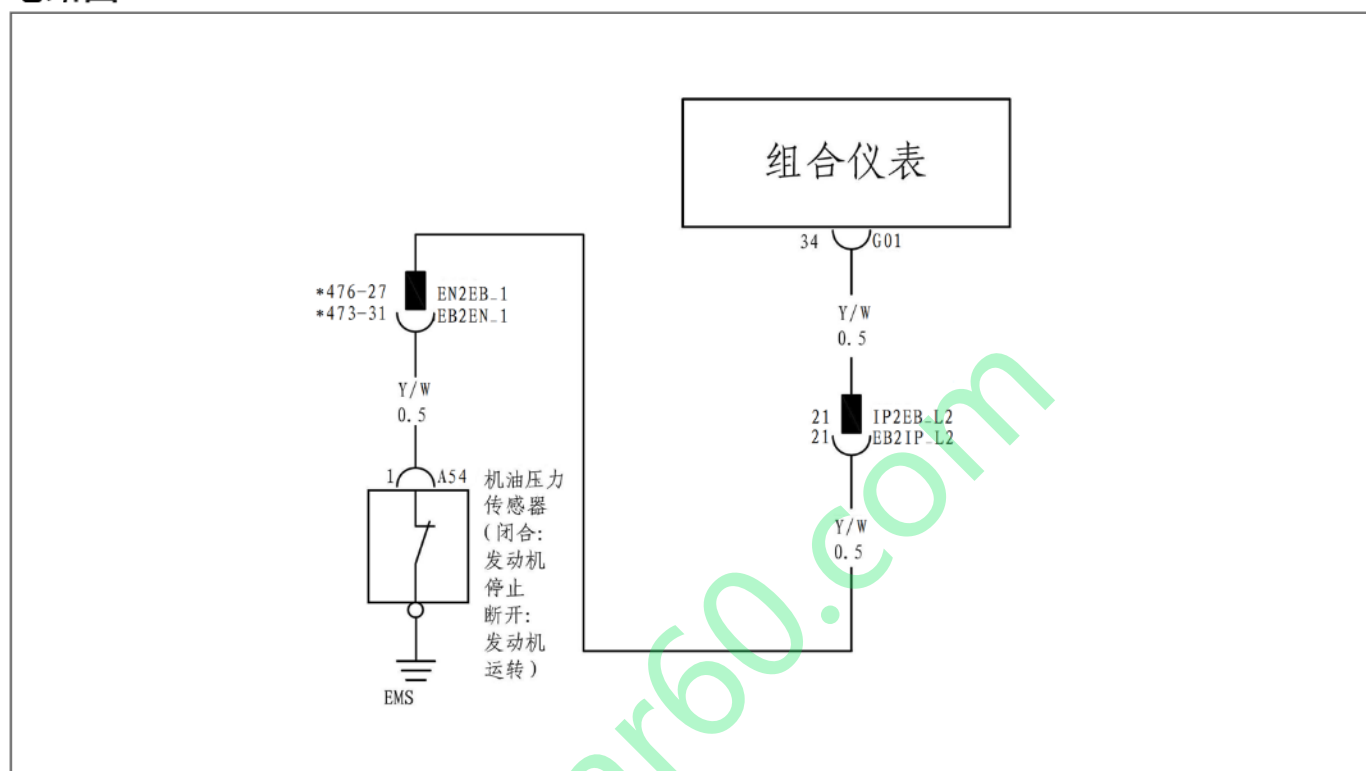 组合仪表
34 G01
*476-27 EN2EB_1
*473-31 EB2EN_1
Y/W
0.5
Y/W
0.5
21 IP2EB_L2
21 EB2IP_L2
1 A54
机油压力
传感器
(闭合:
发动机
停止
断开:
发动机
运转)
Y/W
0.5
EMS
r60.com